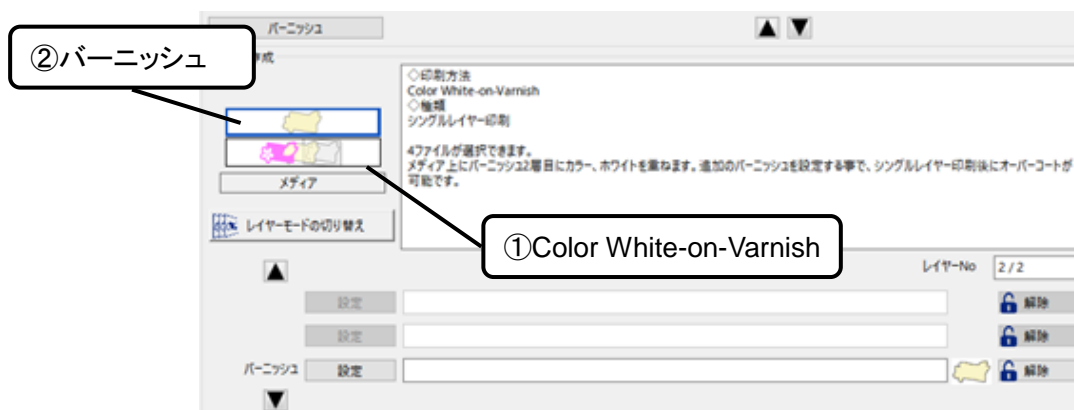 バーニッシュ
▲ ▼
②バーニッシュ
成
◇印刷方法
Color White-on-Varnish
◇種類
シングルレイヤー印刷
4ファイルが選択できます。
メディア上にバーニッシュ2層目にカラー、ホワイトを重ねます。追加のバーニッシュを設定する事で、シングルレイヤー印刷後にオーバーコートが
可能です。
メディア
レイヤーモードの切り替え
①Color White-on-Varnish
▲
レイヤーNo 2/2
設定 解除
設定 解除
バーニッシュ 設定 解除
▼